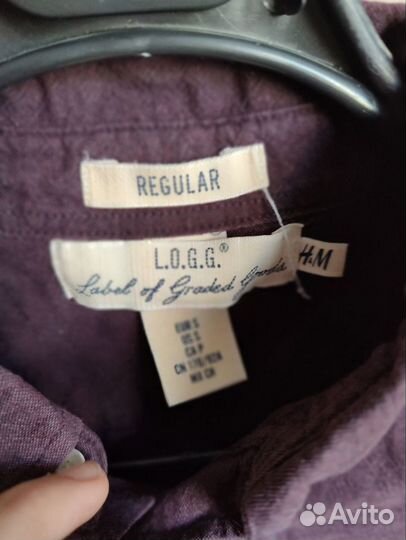 REGULAR
L.O.G.G.®
Label of Graded Goods
H&M
EUR S
US S
CA P
CN 170/92A
MX CH
Avito